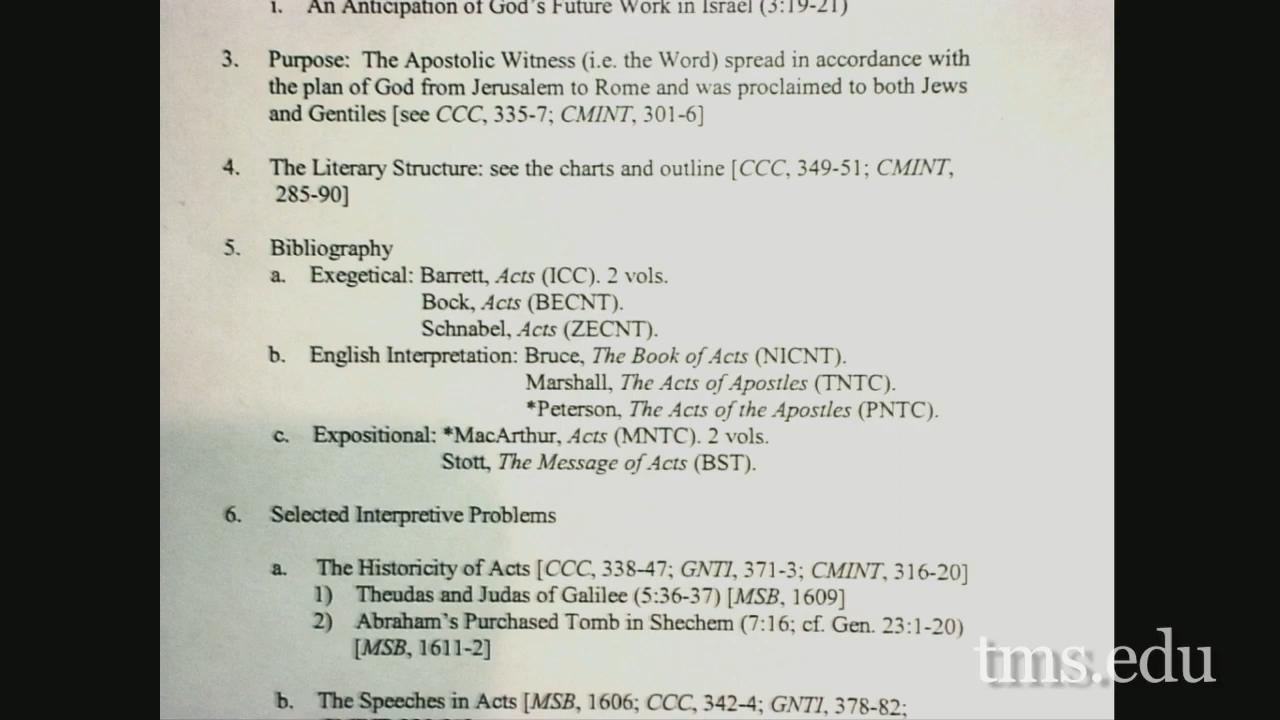 i. An Anticipation of God's Future Work in Israel (3:19-21)
3. Purpose: The Apostolic Witness (i.e. the Word) spread in accordance with
the plan of God from Jerusalem to Rome and was proclaimed to both Jews
and Gentiles [see CCC, 335-7; CMINT, 301-6]
4. The Literary Structure: see the charts and outline [CCC, 349-51; CMINT,
285-90]
5. Bibliography
a. Exegetical: Barrett, Acts (ICC). 2 vols.
Bock, Acts (BECNT).
Schnabel, Acts (ZECNT).
b. English Interpretation: Bruce, The Book of Acts (NICNT).
Marshall, The Acts of Apostles (TNTC).
*Peterson, The Acts of the Apostles (PNTC).
c. Expositional: *MacArthur, Acts (MNTC). 2 vols.
Stott, The Message of Acts (BST).
6. Selected Interpretive Problems
a. The Historicity of Acts [CCC, 338-47; GNTI, 371-3; CMINT, 316-20]
1) Theudas and Judas of Galilee (5:36-37) [MSB, 1609]
2) Abraham's Purchased Tomb in Shechem (7:16; cf. Gen. 23:1-20)
[MSB, 1611-2]
b. The Speeches in Acts [MSB, 1606; CCC, 342-4; GNTI, 378-82;
tms.edu